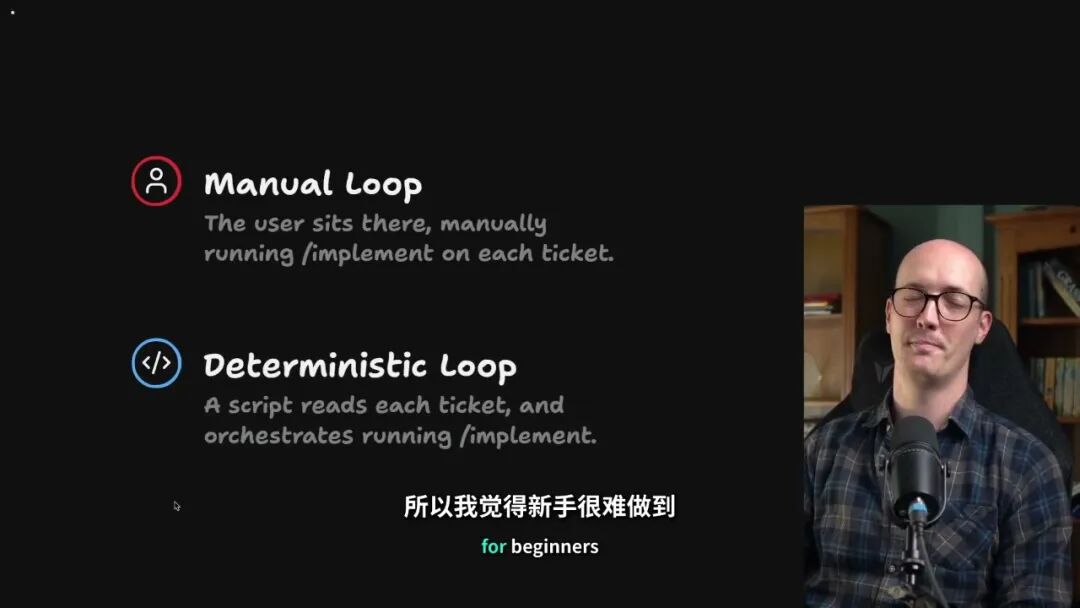 Manual Loop
The user sits there, manually
running /implement on each ticket.
</>
Deterministic Loop
A script reads each ticket, and
orchestrates running /implement.
所以我觉得新手很难做到
for beginners